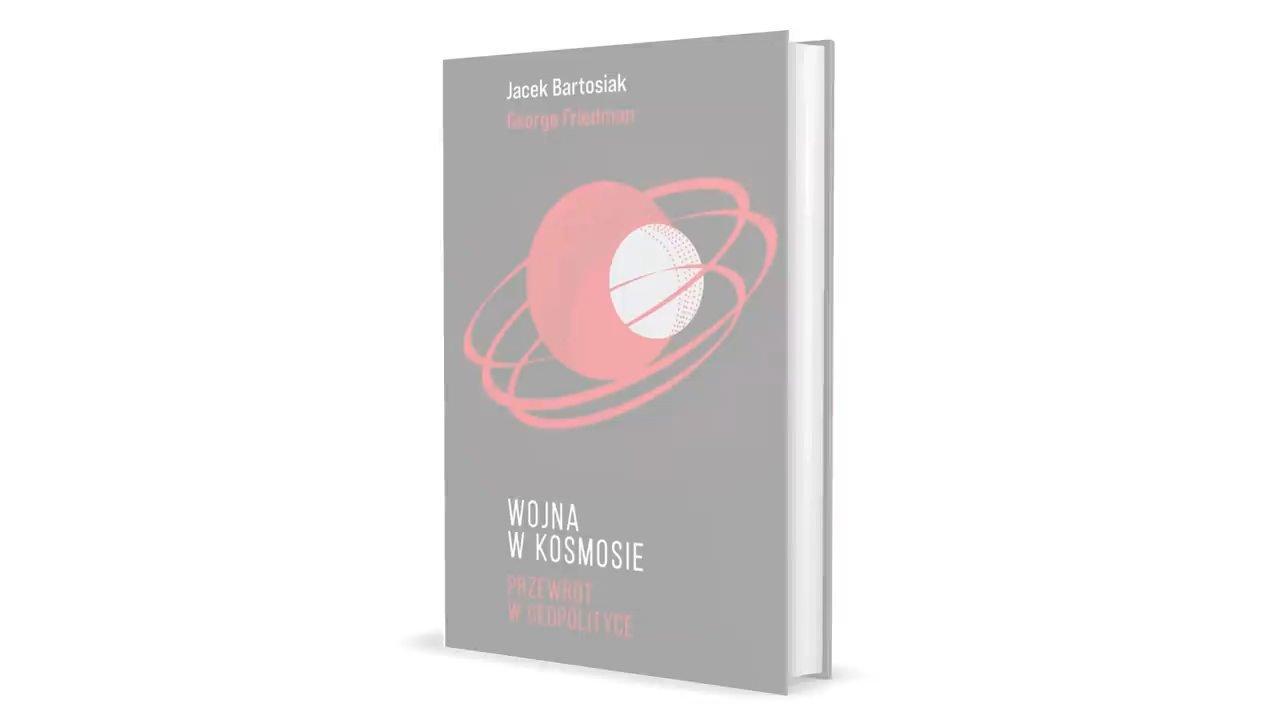 Jacek Bartosiak
George Friedman
WOJNA
W KOSMOSIE
PRZEWRÓT
W GEOPOLITYCE